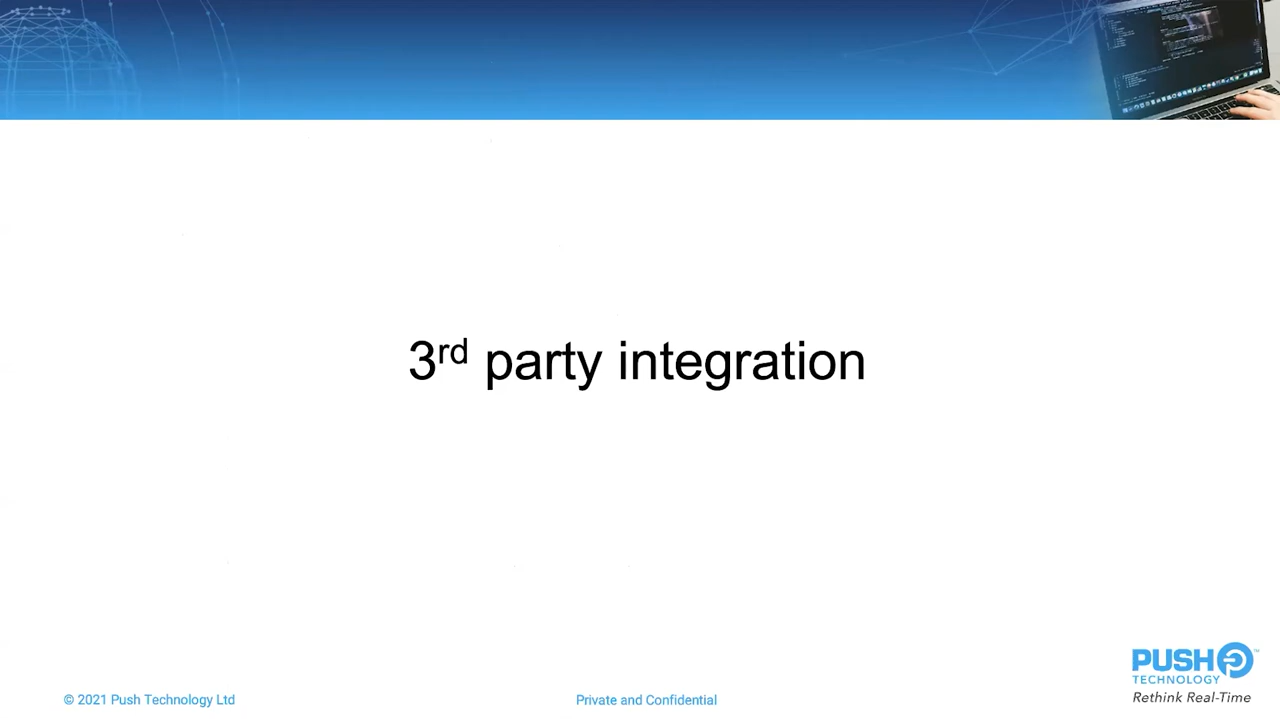 3rd party integration
PUSH
TECHNOLOGY
Rethink Real-Time
© 2021 Push Technology Ltd
Private and Confidential